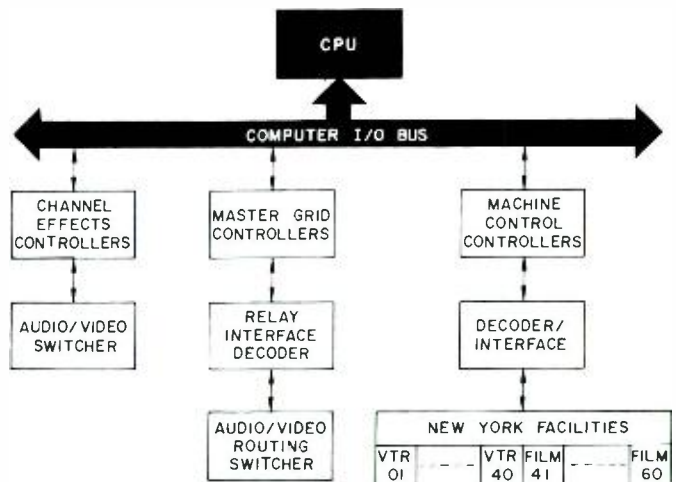 CPU
COMPUTER I/O BUS
CHANNEL
EFFECTS
CONTROLLERS
MASTER GRID
CONTROLLERS
MACHINE
CONTROL
CONTROLLERS
AUDIO/VIDEO
SWITCHER
RELAY
INTERFACE
DECODER
DECODER/
INTERFACE
AUDIO/VIDEO
ROUTING
SWITCHER
NEW YORK FACILITIES
VTR
01
VTR
40
FILM
41
FILM
60